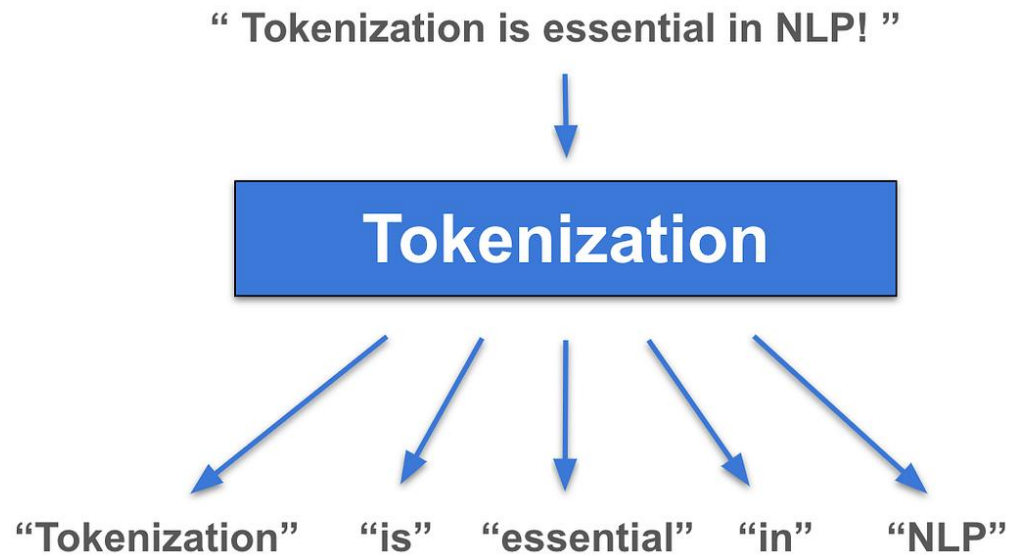 “ Tokenization is essential in NLP! ”
Tokenization
“Tokenization” “is” “essential” “in” “NLP”